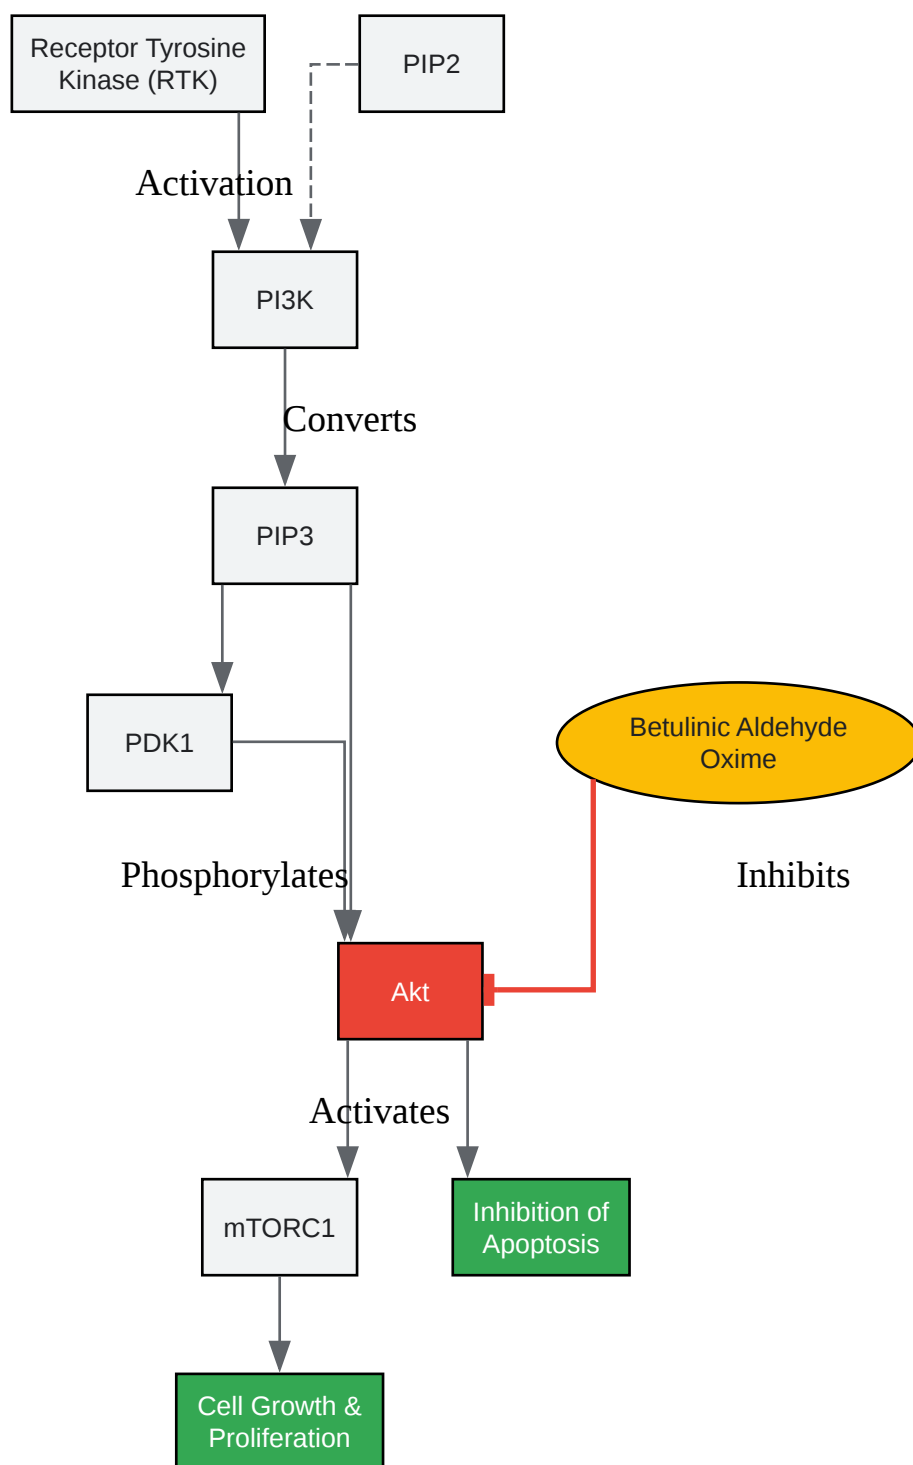 Receptor Tyrosine
Kinase (RTK)
PIP2
Activation
PI3K
Converts
PIP3
PDK1
Betulinic Aldehyde
Oxime
Phosphorylates
Inhibits
Akt
Activates
mTORC1
Inhibition of
Apoptosis
Cell Growth &
Proliferation